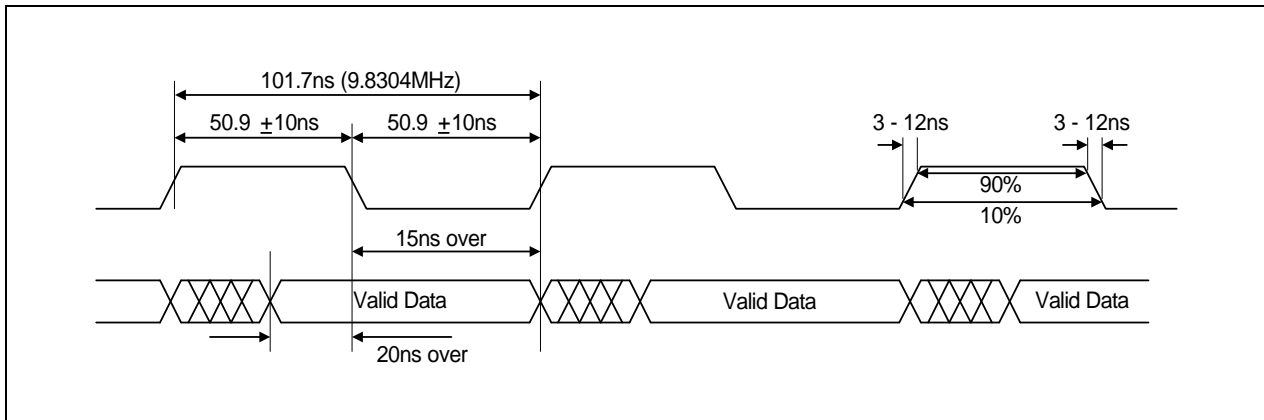 101.7ns (9.8304MHz)
50.9 ±10ns
50.9 ±10ns
3 - 12ns
3 - 12ns
90%
10%
15ns over
Valid Data
Valid Data
Valid Data
20ns over